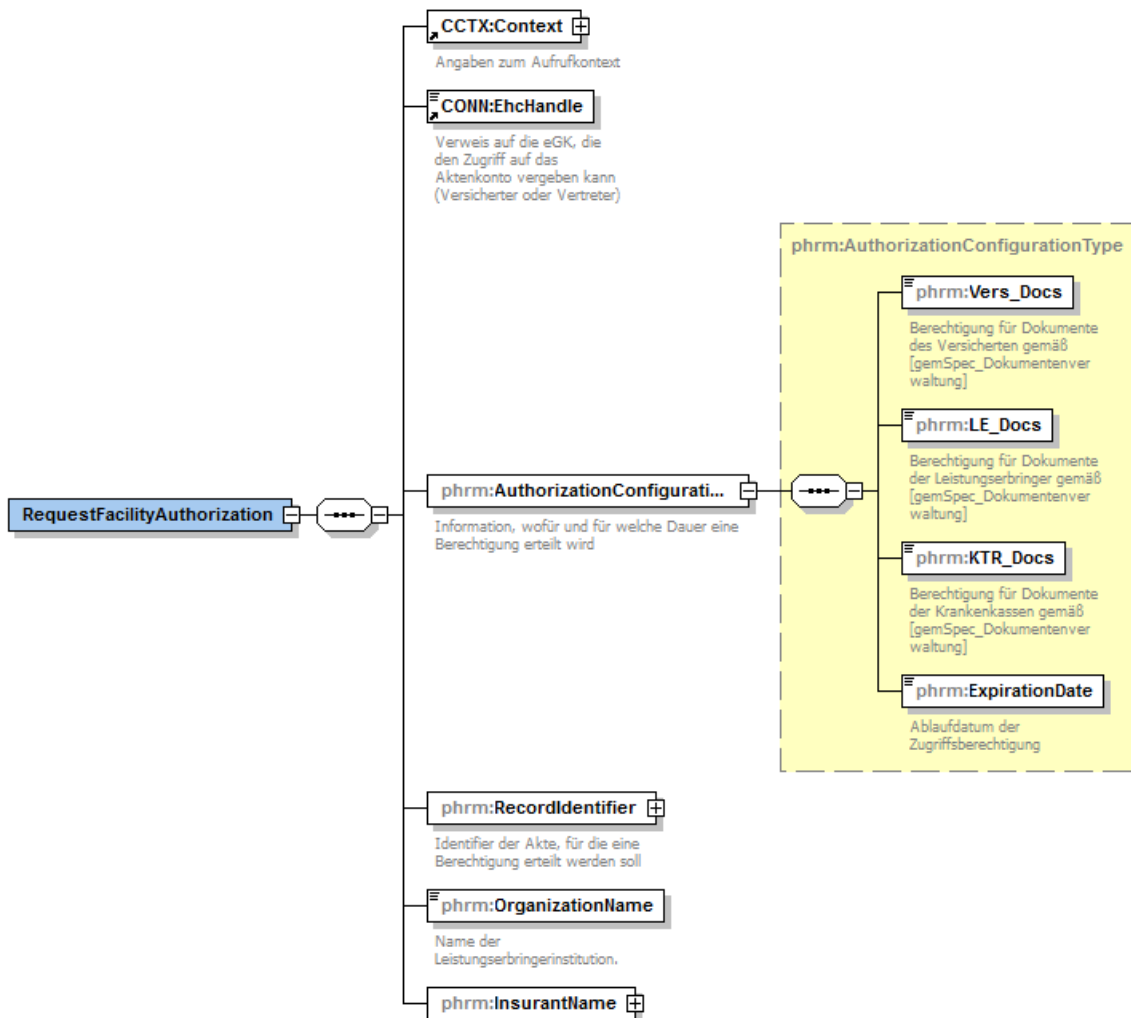 CCTX:Context
Angaben zum Aufrufkontext
CONN:EhcHandle
Verweis auf die eGK, die
den Zugriff auf das
Aktenkonto vergeben kann
(Versicherter oder Vertreter)
phrm:AuthorizationConfigurationType
phrm:Vers_Docs
Berechtigung für Dokumente
des Versicherten gemäß
[gemSpec_Dokumentenver
waltung]
phrm:LE_Docs
Berechtigung für Dokumente
der Leistungserbringer gemäß
[gemSpec_Dokumentenver
waltung]
RequestFacilityAuthorization
phrm:AuthorizationConfigurati...
Information, wofür und für welche Dauer eine
Berechtigung erteilt wird
phrm:KTR_Docs
Berechtigung für Dokumente
der Krankenkassen gemäß
[gemSpec_Dokumentenver
waltung]
phrm:ExpirationDate
Ablaufdatum der
Zugriffsberechtigung
phrm:RecordIdentifier
Identifier der Akte, für die eine
Berechtigung erteilt werden soll
phrm:OrganizationName
Name der
Leistungserbringerinstitution.
phrm:InsurantName